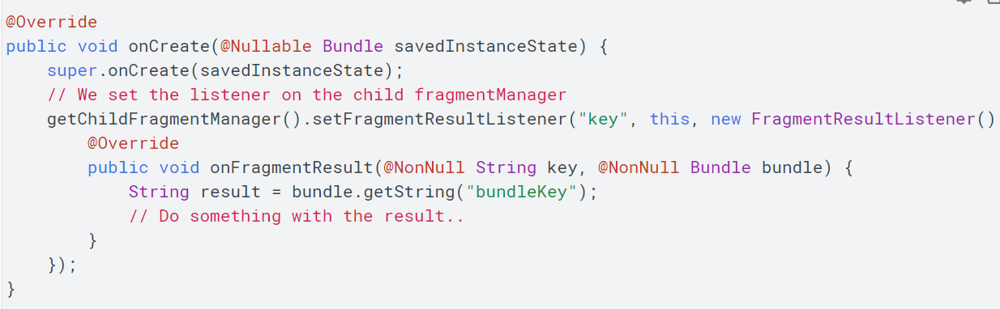 @Override
public void onCreate(@Nullable Bundle savedInstanceState) {
    super.onCreate(savedInstanceState);
    // We set the listener on the child fragmentManager
    getChildFragmentManager().setFragmentResultListener("key", this, new FragmentResultListener()
        @Override
        public void onFragmentResult(@NonNull String key, @NonNull Bundle bundle) {
            String result = bundle.getString("bundleKey");
            // Do something with the result..
        }
    });
}